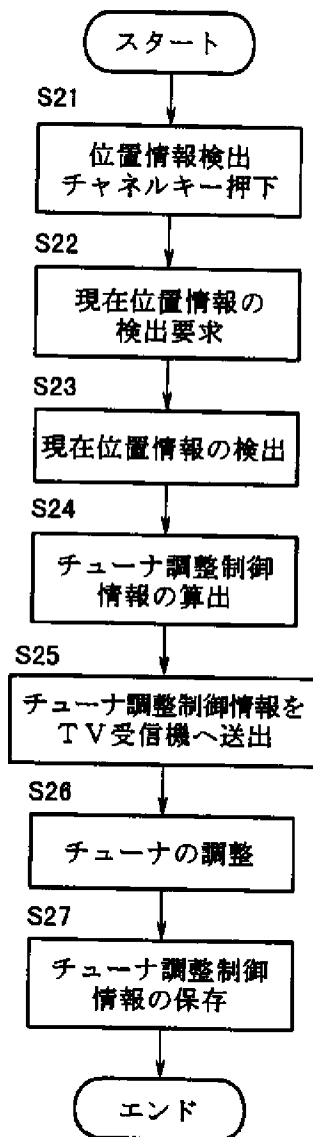 スタート
S21
位置情報検出
チャネルキー押下
S22
現在位置情報の
検出要求
S23
現在位置情報の検出
S24
チューナ調整制御
情報の算出
S25
チューナ調整制御情報を
TV受信機へ送出
S26
チューナの調整
S27
チューナ調整制御
情報の保存
エンド